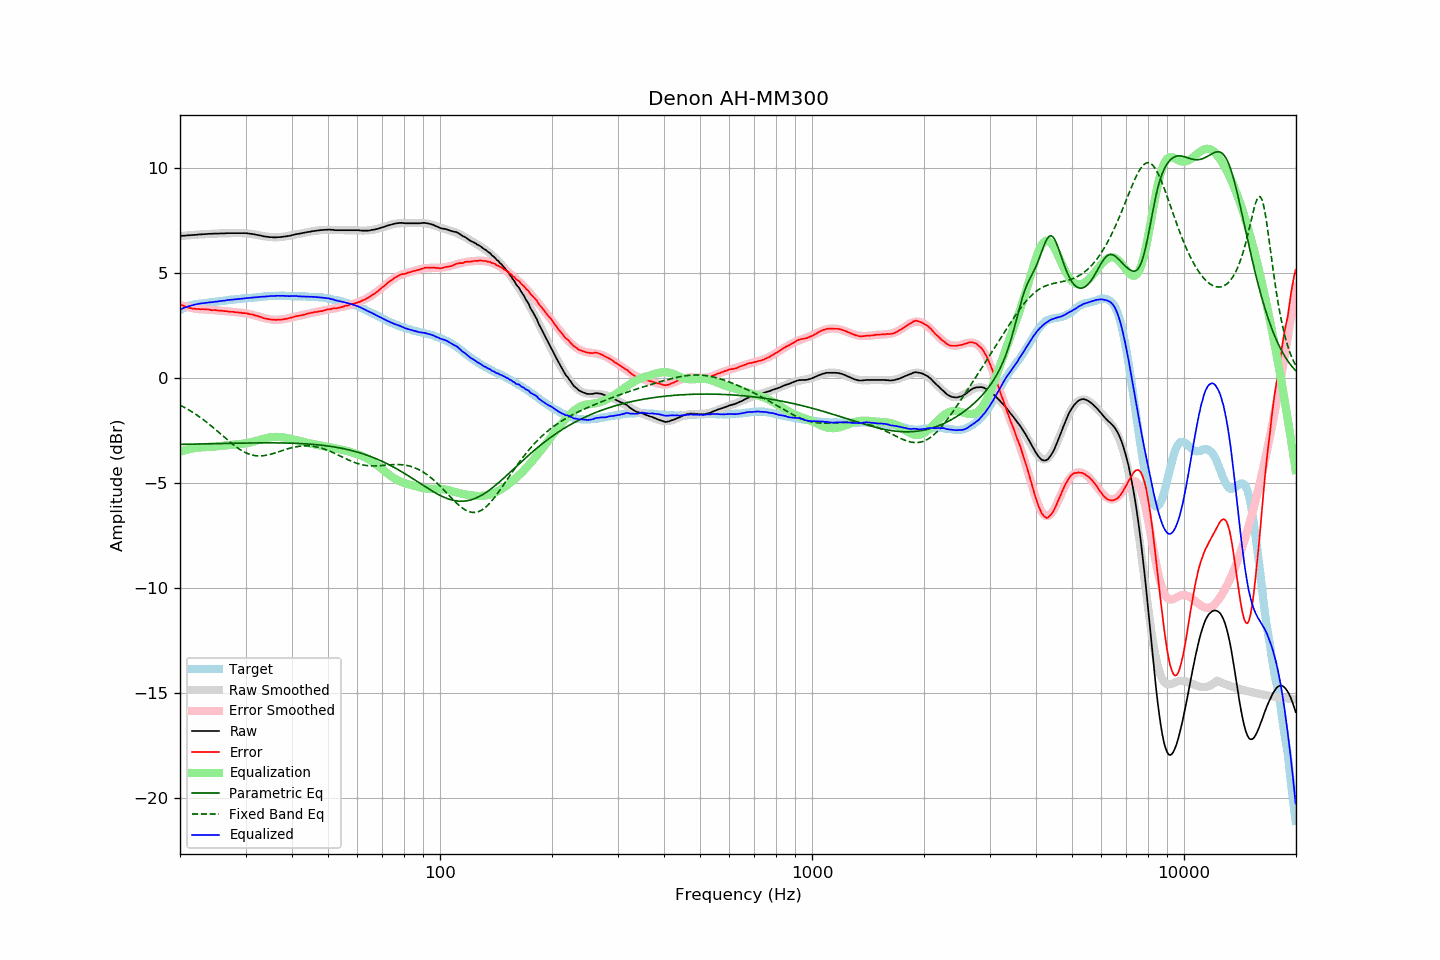 Denon AH-MM300
Amplitude (dBr)
10
5
0
−5
−10
−15
−20
Target
Raw Smoothed
Error Smoothed
Raw
Error
Equalization
Parametric Eq
Fixed Band Eq
Equalized
100
1000
10000
Frequency (Hz)